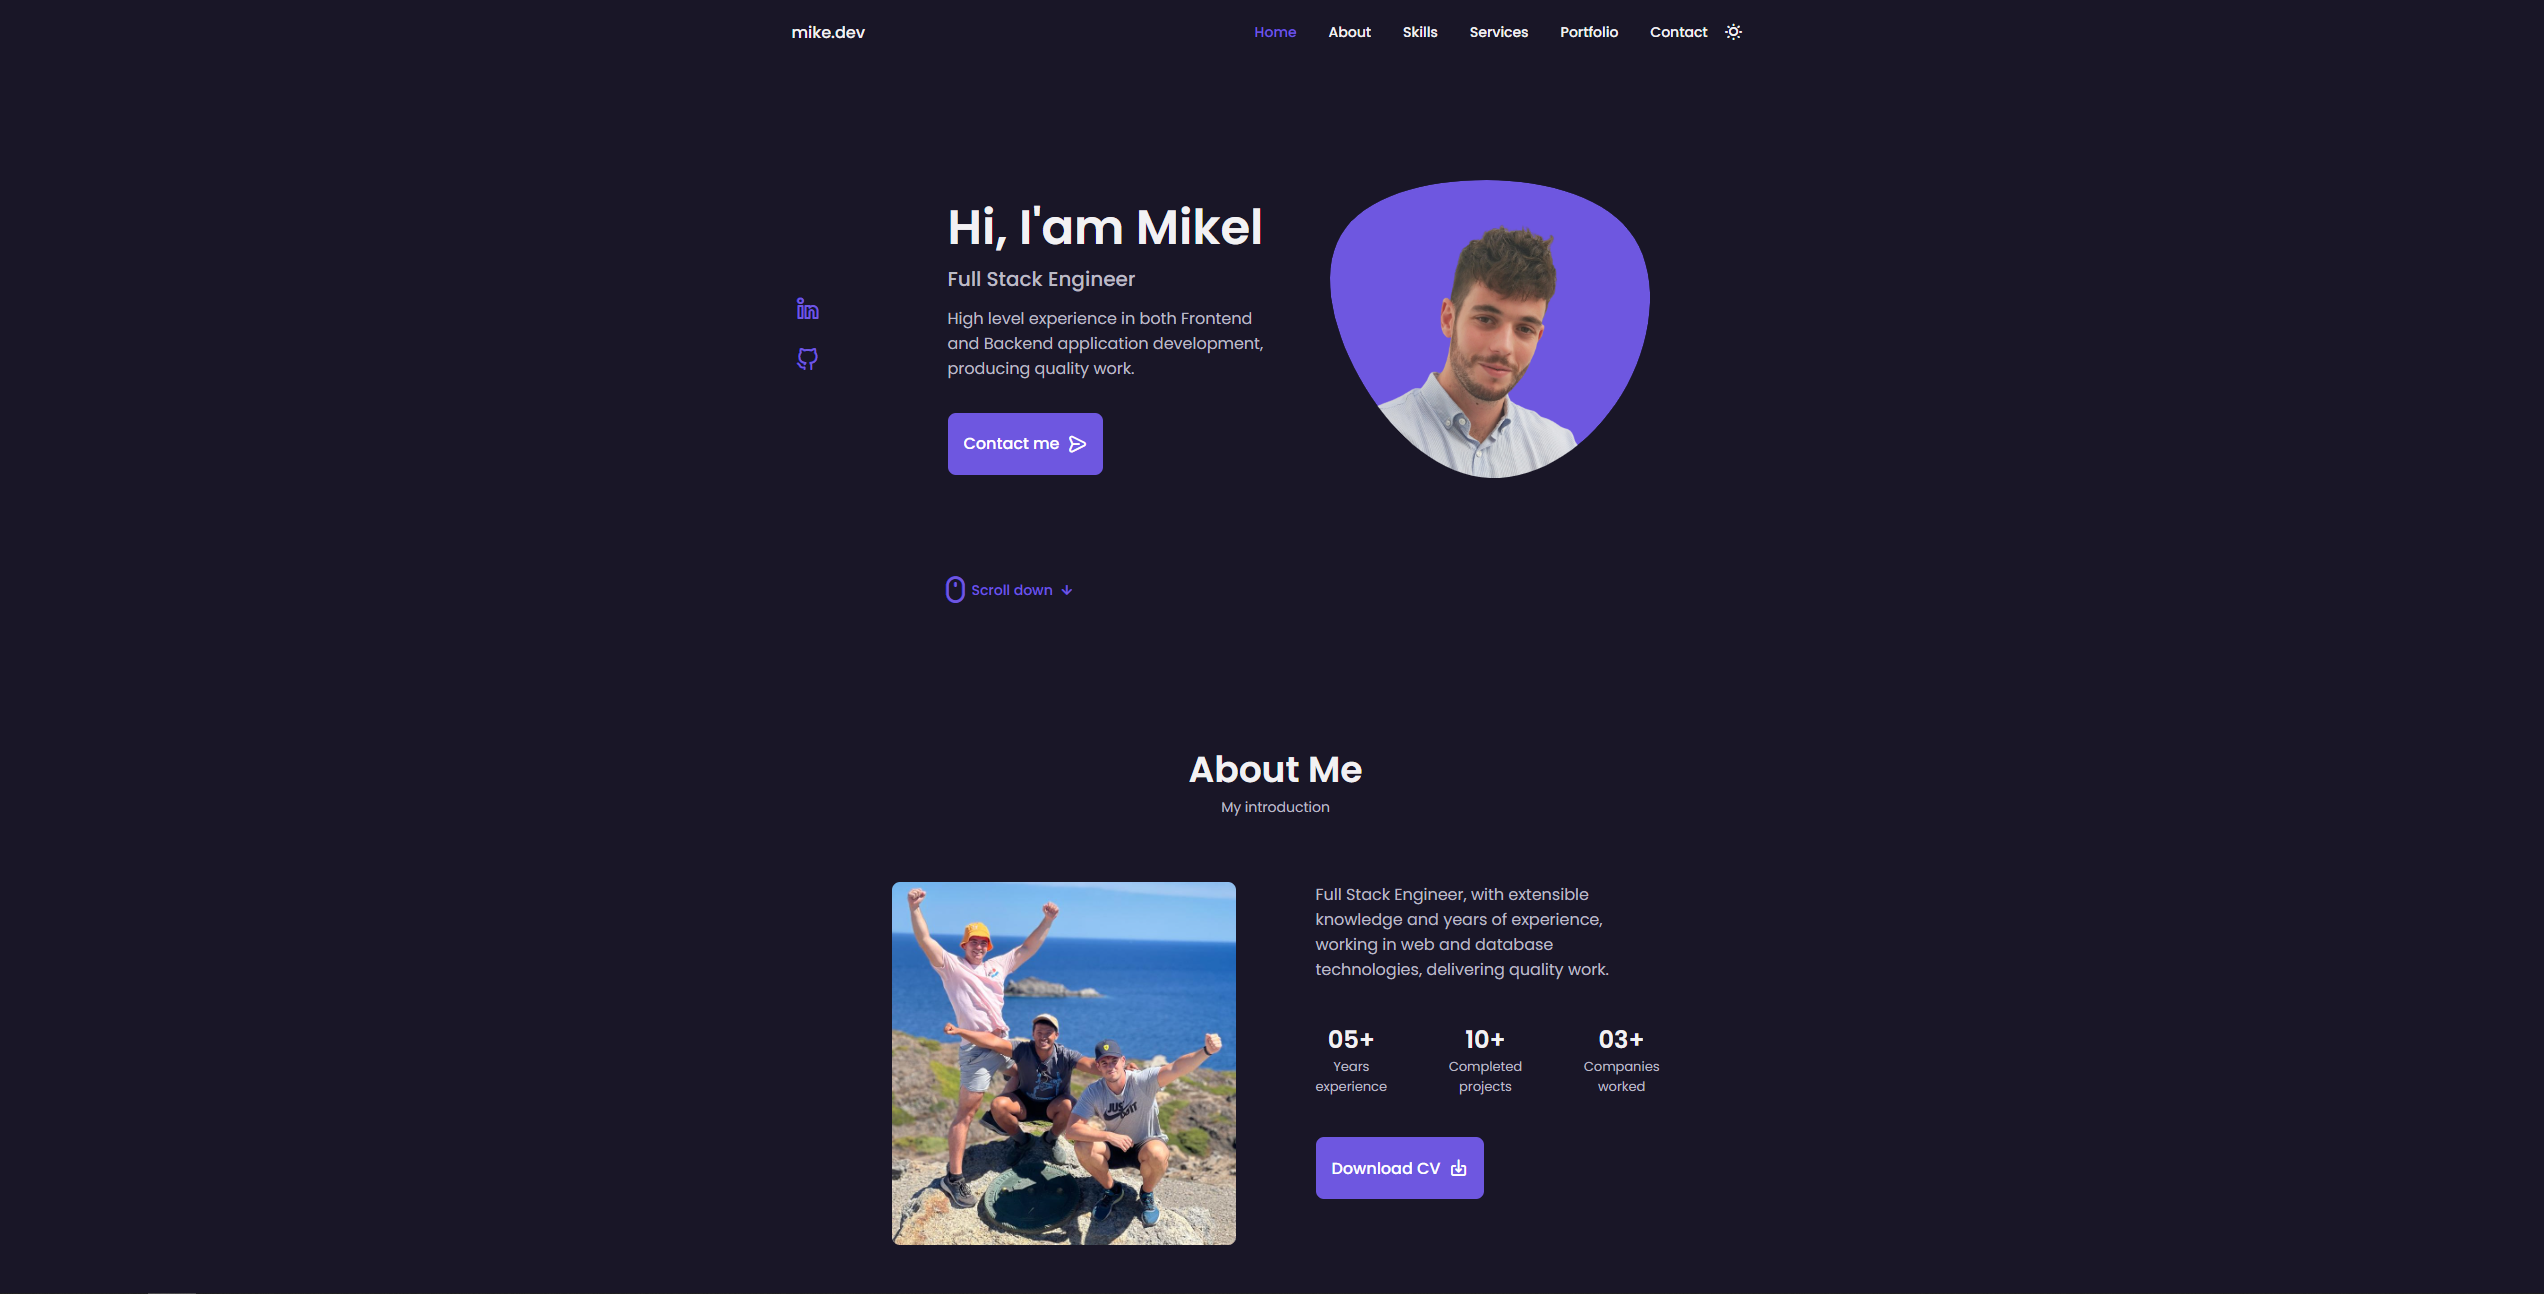 mike.dev
Home About Skills Services Portfolio Contact
Hi, I'am Mikel
Full Stack Engineer
High level experience in both Frontend
and Backend application development,
producing quality work.
Contact me
Scroll down
About Me
My introduction
Full Stack Engineer, with extensible
knowledge and years of experience,
working in web and database
technologies, delivering quality work.
05+ 10+ 03+
Years Completed Companies
experience projects worked
JUST
DO IT
Download CV